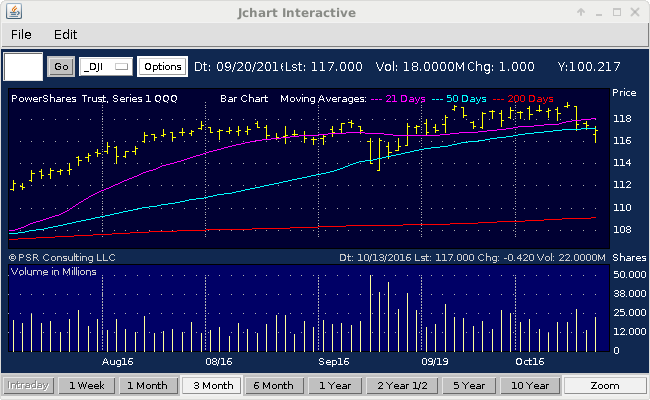 Jchart Interactive
File Edit
Go _DJI Options Dt: 09/20/2016 Lst: 117.000 Vol: 18.0000M Chg: 1.000 Y:100.217
PowerShares Trust, Series 1 QQQ Bar Chart Moving Averages: --- 21 Days --- 50 Days --- 200 Days Price
118
116
114
112
110
108
© PSR Consulting LLC Dt: 10/13/2016 Lst: 117.000 Chg: -0.420 Vol: 22.0000M Shares
Volume in Millions
50.000
38.000
25.000
12.000
0
Aug16 08/16 Sep16 09/19 Oct16
Intraday 1 Week 1 Month 3 Month 6 Month 1 Year 2 Year 1/2 5 Year 10 Year Zoom